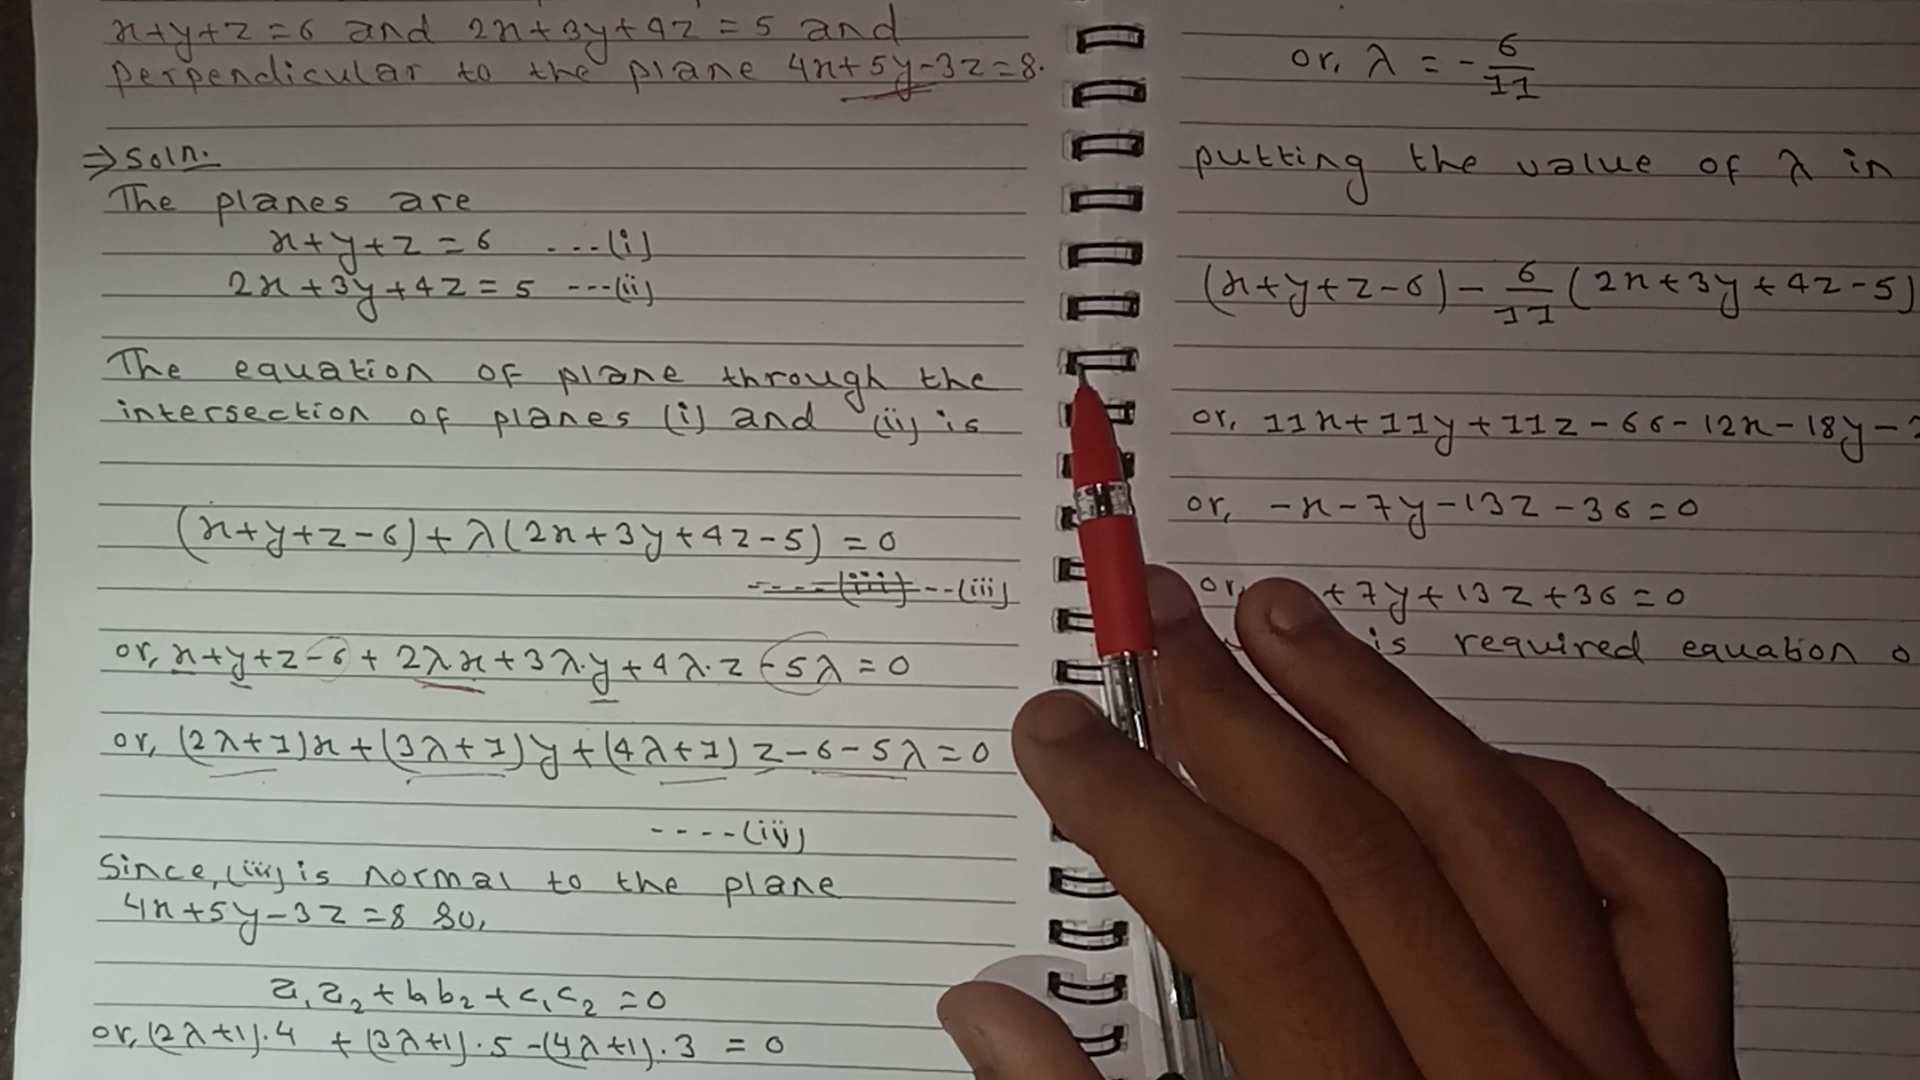 x+y+z=6 and 2x+3y+4z=5 and
perpendicular to the plane 4x+5y-3z=8.
⇒ Soln.
The planes are
x+y+z=6 ---(i)
2x+3y+4z=5 ---(ii)
The equation of plane through the
intersection of planes (i) and (ii) is
(x+y+z-6)+λ(2x+3y+4z-5)=0
---(iii)
or, x+y+z-6+2λx+3λ.y+4λ.z-5λ=0
or, (2λ+1)x+(3λ+1)y+(4λ+1)z-6-5λ=0
----(iv)
Since, (iii) is normal to the plane
4x+5y-3z=8 so,
a₁a₂+b₁b₂+c₁c₂=0
or, (2λ+1).4 +(3λ+1).5-(4λ+1).3 = 0
or, λ = -6/11
putting the value of λ in
(x+y+z-6)-6/11(2x+3y+4z-5)
or, 11x+11y+11z-66-12x-18y-
or, -x-7y-13z-36=0
or, +7y+13z+36=0
is required equation